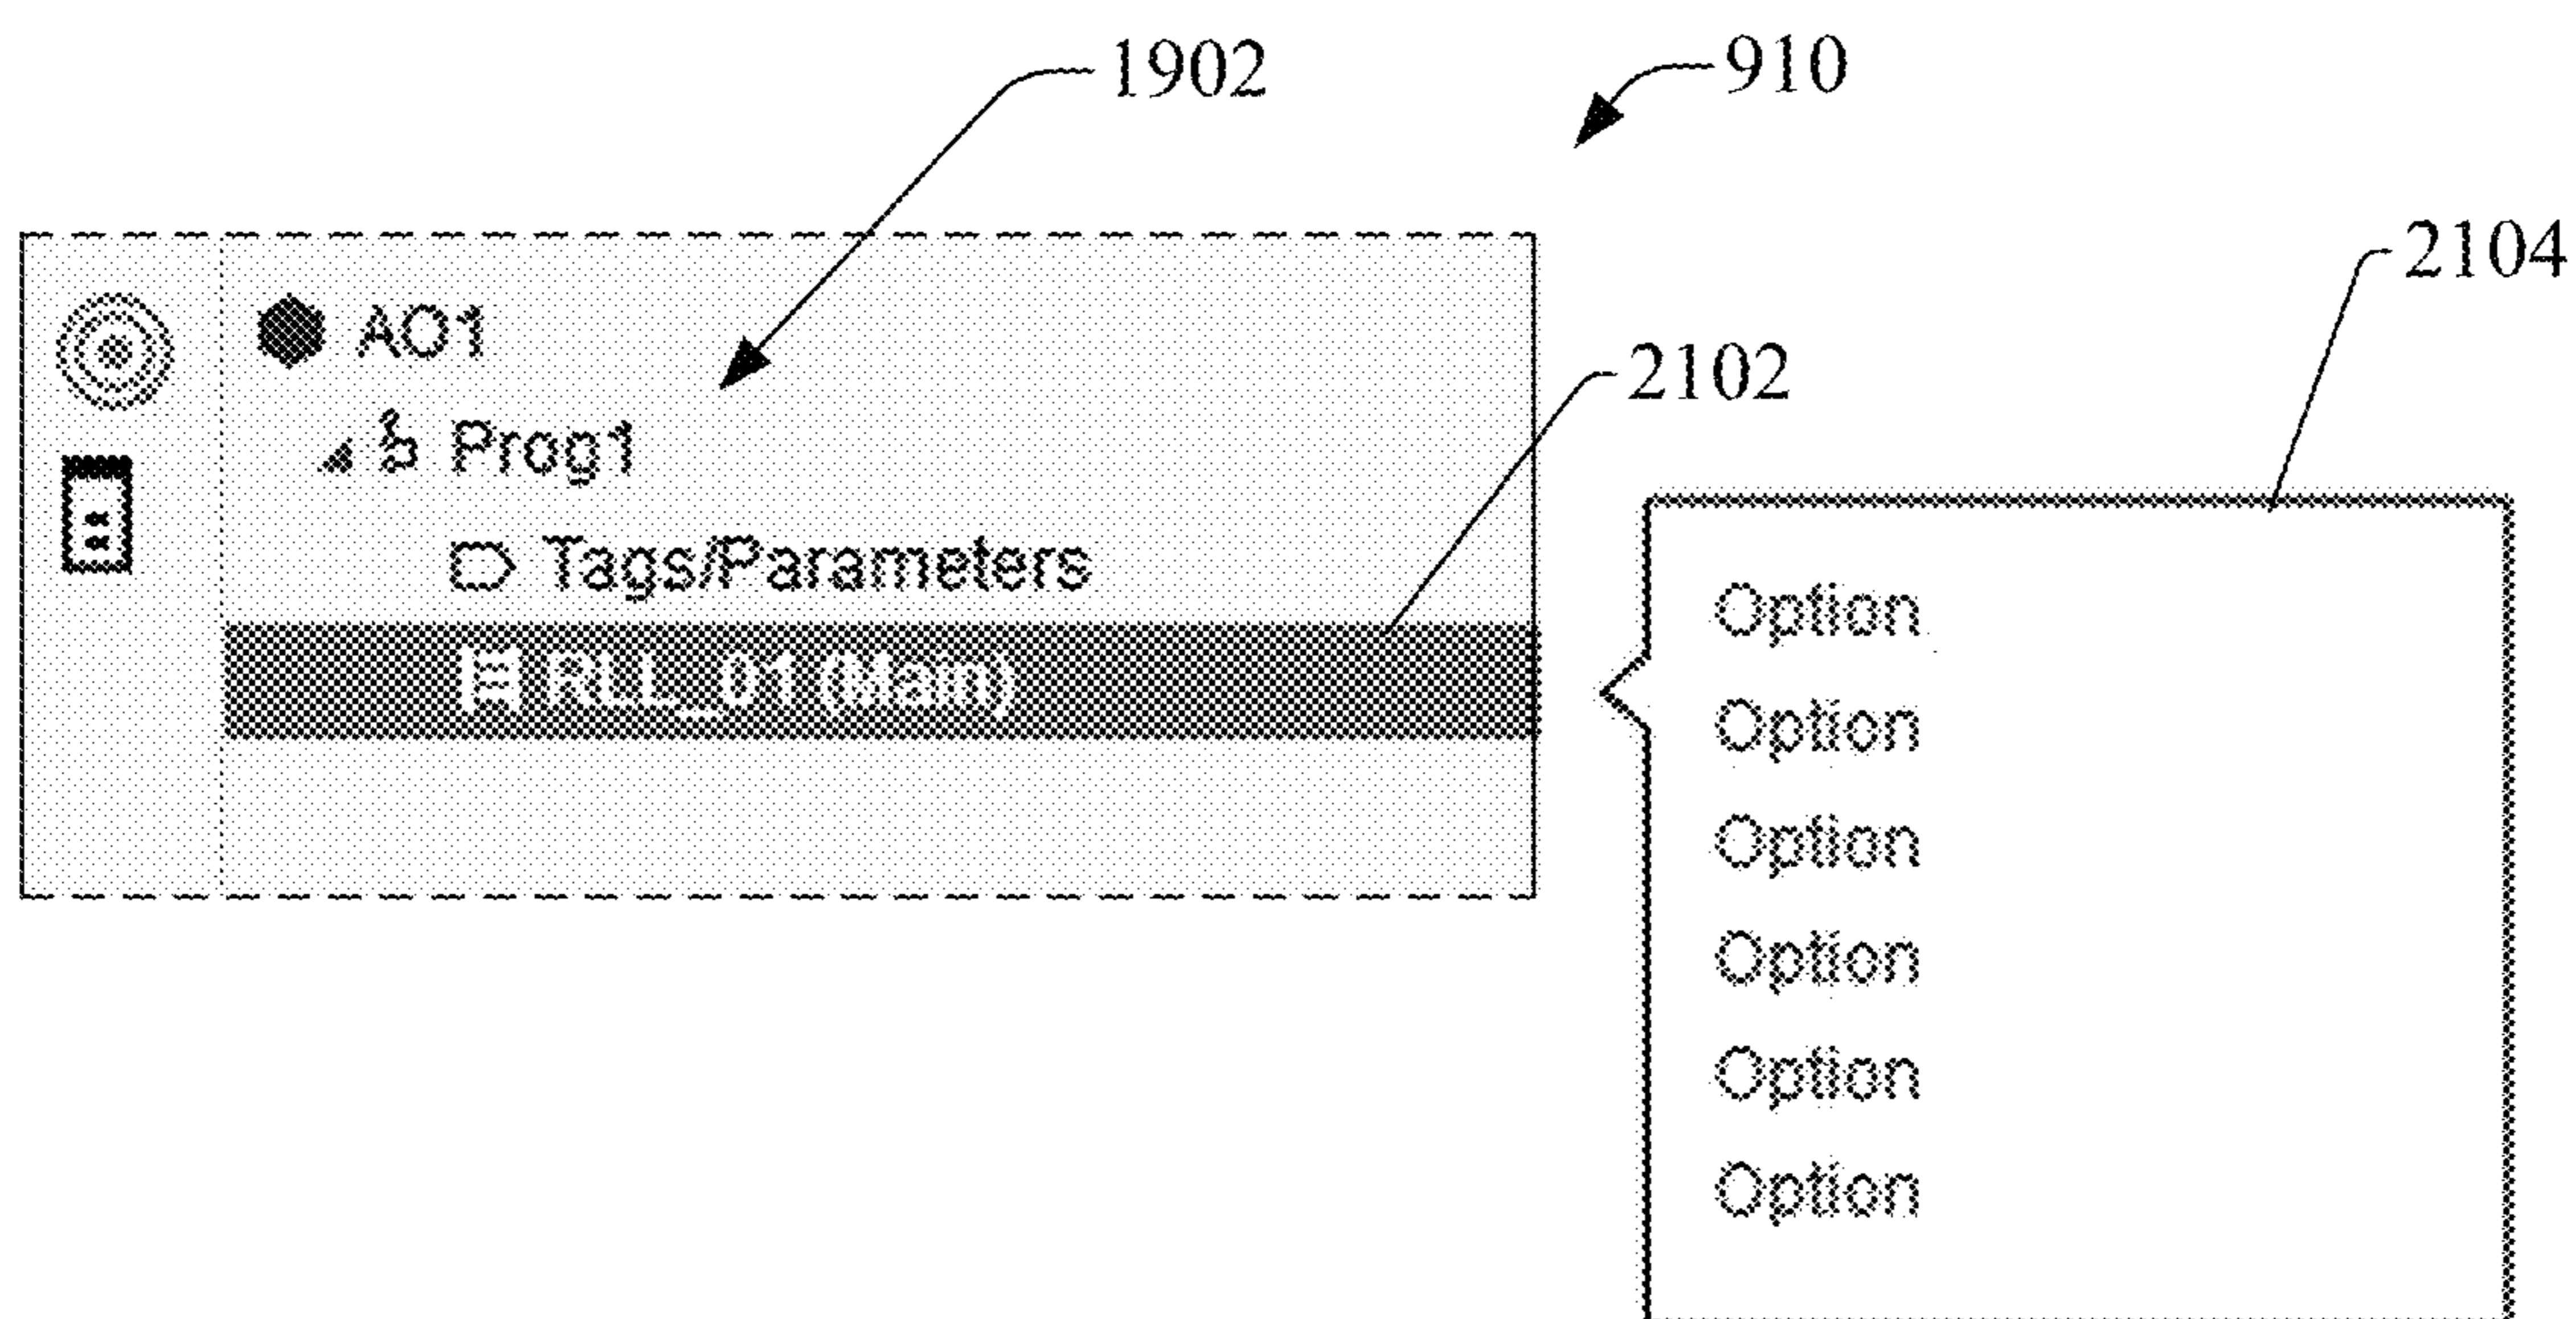 1902
910
2104
AO1
2102
Prog1
Tags/Parameters
Option
RLL_01 (Main)
Option
Option
Option
Option
Option